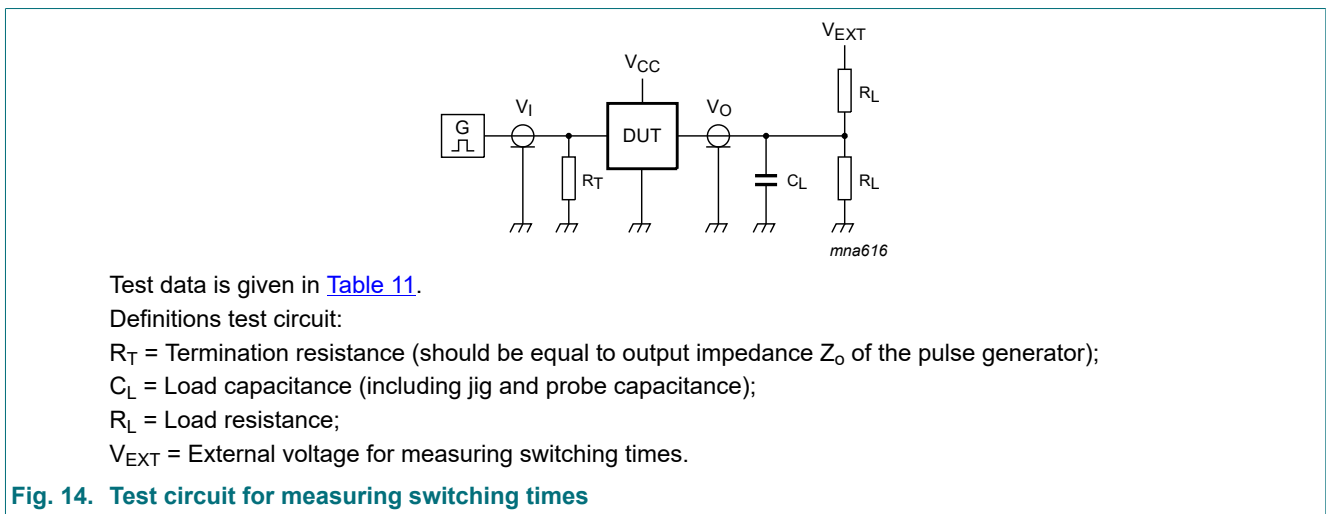 VEXT
VCC
RL
VI
VO
G
DUT
RT
CL
RL
mna616
Test data is given in Table 11.
Definitions test circuit:
RT = Termination resistance (should be equal to output impedance Zo of the pulse generator);
CL = Load capacitance (including jig and probe capacitance);
RL = Load resistance;
VEXT = External voltage for measuring switching times.
Fig. 14. Test circuit for measuring switching times